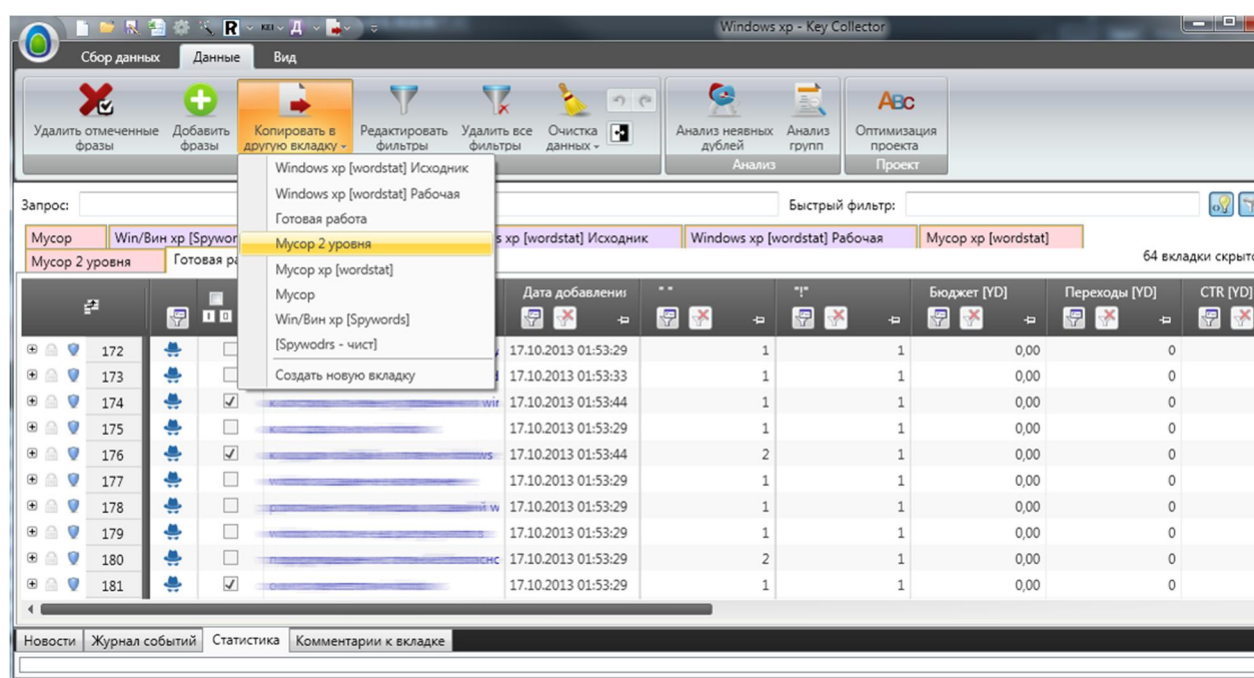 Windows xp - Key Collector
Сбор данных Данные Вид
Удалить отмеченные фразы
Добавить фразы
Копировать в другую вкладку
Редактировать фильтры
Удалить все фильтры
Очистка данных
Анализ неявных дублей
Анализ групп
Оптимизация проекта
Анализ
Проект
Windows xp [wordstat] Исходник
Windows xp [wordstat] Рабочая
Готовая работа
Мусор 2 уровня
Мусор xp [wordstat]
Мусор
Win/Вин xp [Spywords]
[Spywodrs - чист]
Создать новую вкладку
Запрос:
Быстрый фильтр:
Мусор Win/Вин xp [Spywor s xp [wordstat] Исходник Windows xp [wordstat] Рабочая Мусор xp [wordstat]
Мусор 2 уровня Готовая ра 64 вкладки скрыто
Дата добавления " " "!" Бюджет [YD] Переходы [YD] CTR [YD]
172 17.10.2013 01:53:29 1 1 0,00 0
173 17.10.2013 01:53:33 1 1 0,00 0
174 17.10.2013 01:53:44 1 1 0,00 0
175 17.10.2013 01:53:29 1 1 0,00 0
176 17.10.2013 01:53:44 2 1 0,00 0
177 17.10.2013 01:53:29 1 1 0,00 0
178 17.10.2013 01:53:29 1 1 0,00 0
179 17.10.2013 01:53:29 1 1 0,00 0
180 17.10.2013 01:53:29 2 1 0,00 0
181 17.10.2013 01:53:29 1 1 0,00 0
Новости Журнал событий Статистика Комментарии к вкладке